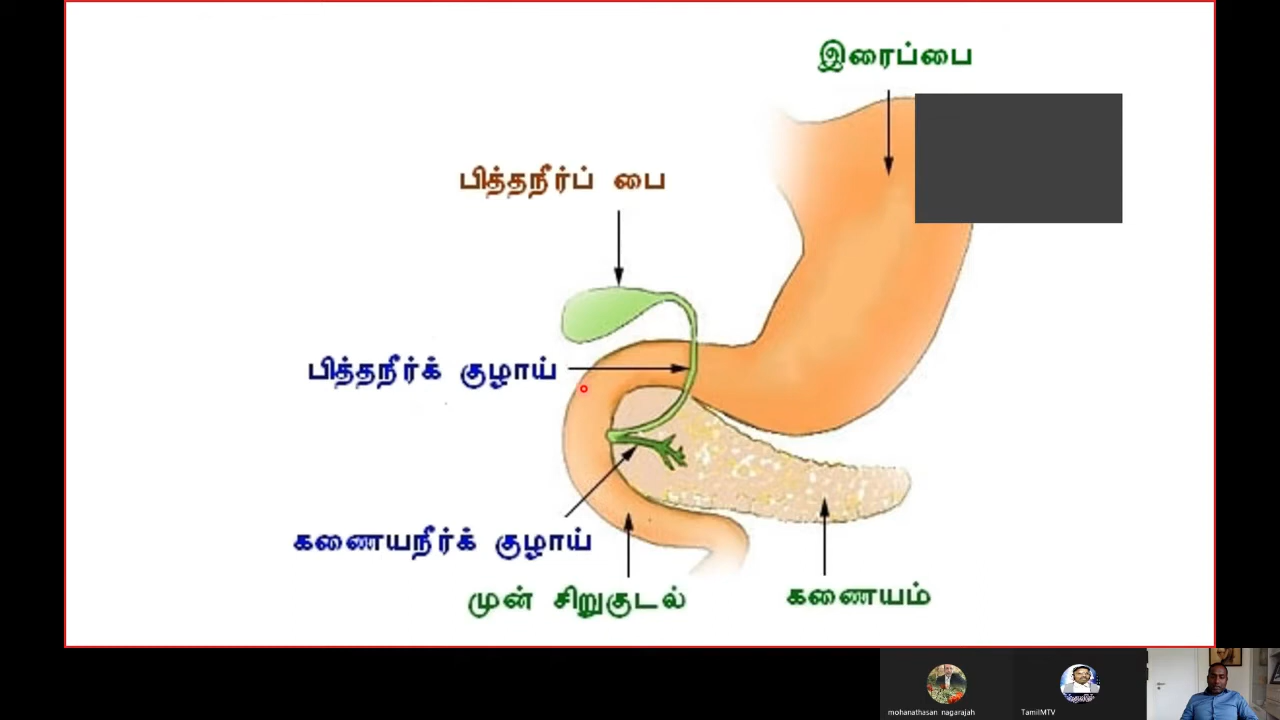 இரைப்பை
பித்தநீர்ப் பை
பித்தநீர்க் குழாய்
கணையநீர்க் குழாய்
முன் சிறுகுடல்
கணையம்
mohanathasan nagarajah
TamilMTV